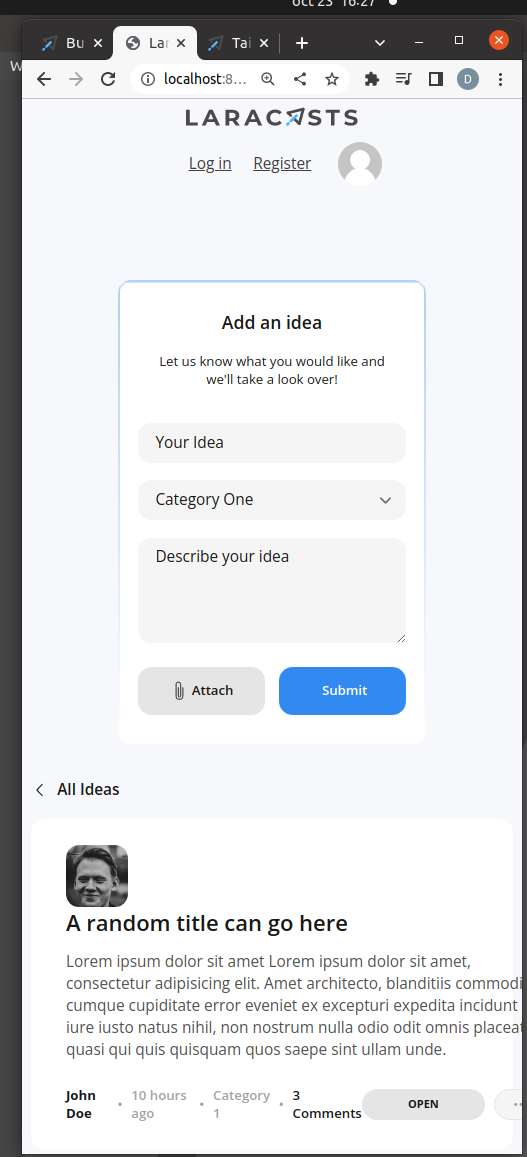 oct 23 16:27
W
Bu
Lar
Tai
localhost:8...
D
LARACASTS
Log in Register
Add an idea
Let us know what you would like and
we'll take a look over!
Your Idea
Category One
Describe your idea
Attach Submit
All Ideas
A random title can go here
Lorem ipsum dolor sit amet Lorem ipsum dolor sit amet,
consectetur adipisicing elit. Amet architecto, blanditiis commodi
cumque cupiditate error eveniet ex excepturi expedita incidunt
iure iusto natus nihil, non nostrum nulla odio odit omnis placeat
quasi qui quis quisquam quos saepe sint ullam unde.
John Doe • 10 hours ago • Category 1 • 3 Comments OPEN